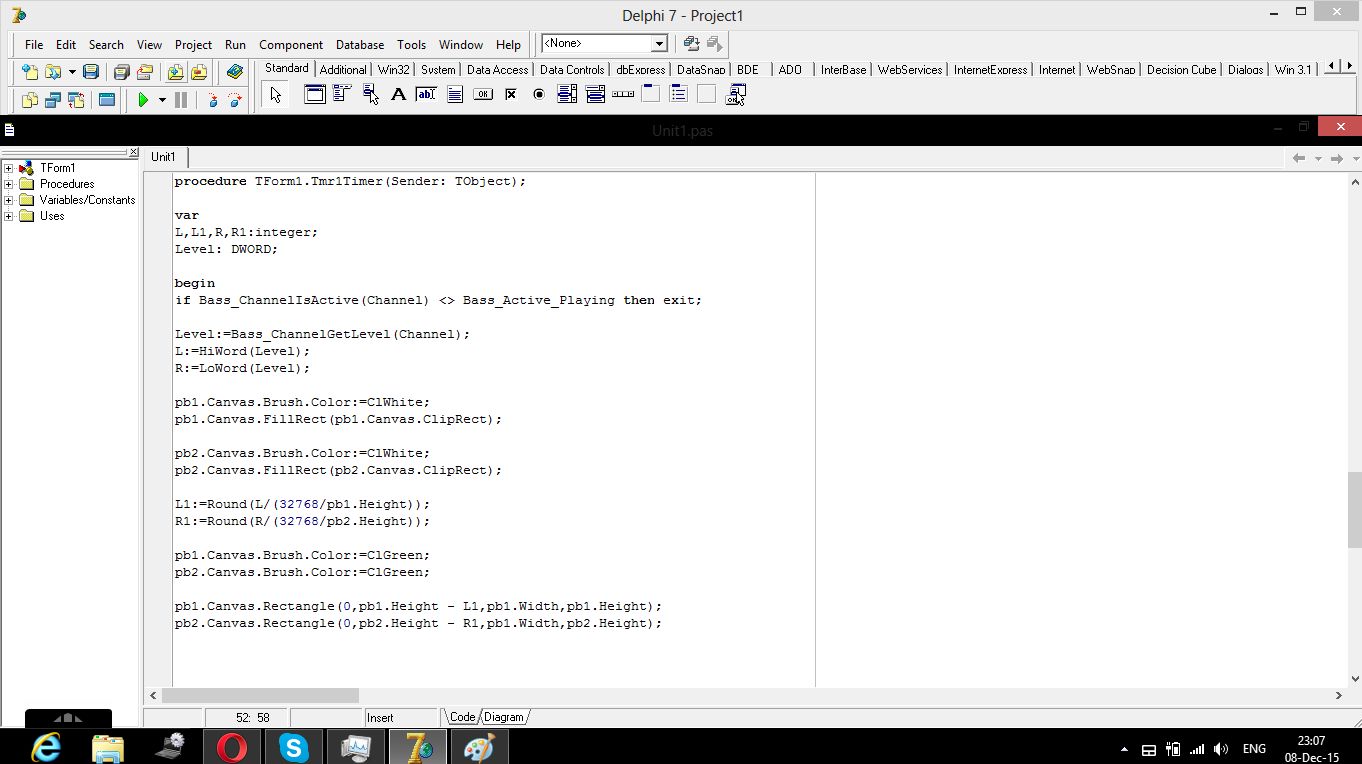 Delphi 7 - Project1
File Edit Search View Project Run Component Database Tools Window Help <None>
Standard Additional Win32 System Data Access Data Controls dbExpress DataSnap BDE ADO InterBase WebServices InternetExpress Internet WebSnap Decision Cube Dialogs Win 3.1
Unit1.pas
TForm1
Procedures
Variables/Constants
Uses
Unit1
procedure TForm1.Tmr1Timer(Sender: TObject);
var
L,L1,R,R1:integer;
Level: DWORD;
begin
if Bass_ChannelIsActive(Channel) <> Bass_Active_Playing then exit;
Level:=Bass_ChannelGetLevel(Channel);
L:=HiWord(Level);
R:=LoWord(Level);
pb1.Canvas.Brush.Color:=ClWhite;
pb1.Canvas.FillRect(pb1.Canvas.ClipRect);
pb2.Canvas.Brush.Color:=ClWhite;
pb2.Canvas.FillRect(pb2.Canvas.ClipRect);
L1:=Round(L/(32768/pb1.Height));
R1:=Round(R/(32768/pb2.Height));
pb1.Canvas.Brush.Color:=ClGreen;
pb2.Canvas.Brush.Color:=ClGreen;
pb1.Canvas.Rectangle(0,pb1.Height - L1,pb1.Width,pb1.Height);
pb2.Canvas.Rectangle(0,pb2.Height - R1,pb1.Width,pb2.Height);
52: 58 Insert Code Diagram
ENG
23:07
08-Dec-15